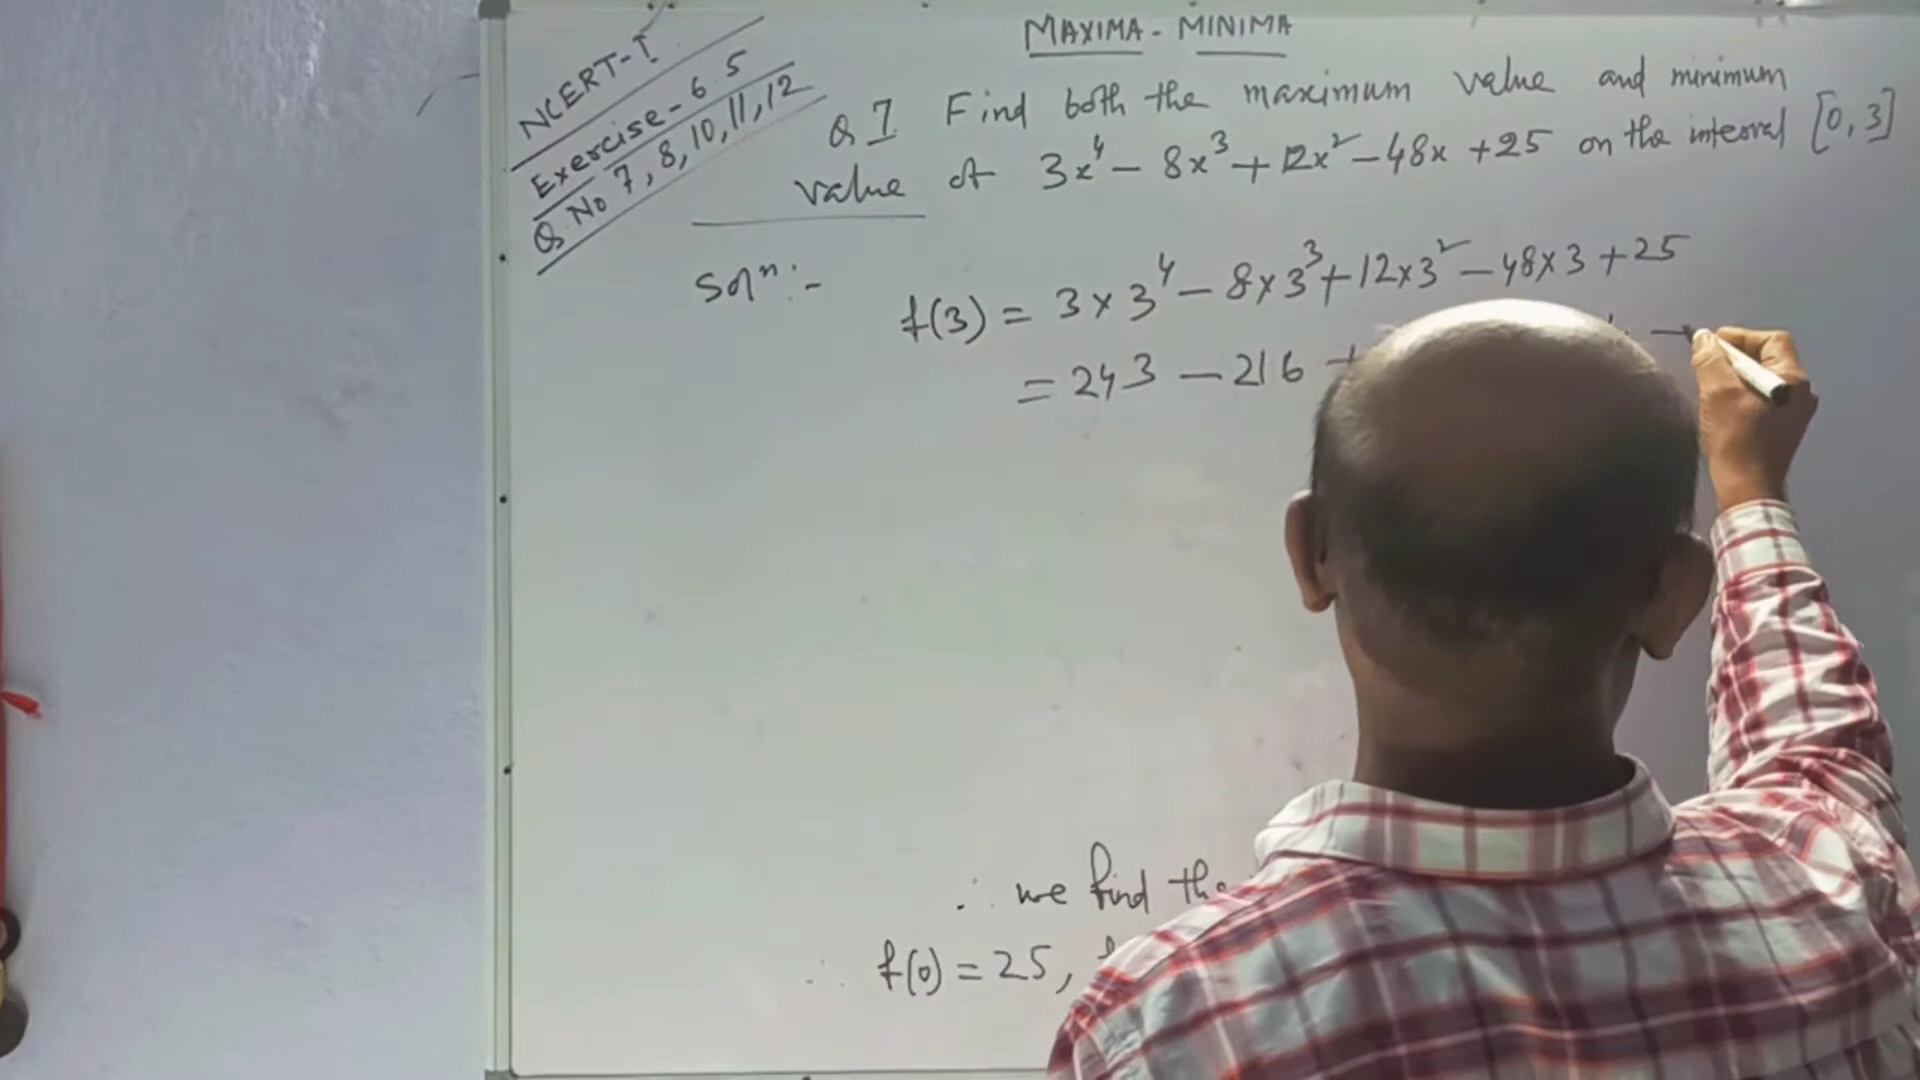 MAXIMA - MINIMA
NCERT-I
Exercise-6.5
Q.No 7, 8, 10, 11, 12
Q 7 Find both the maximum value and minimum
value of 3x⁴ - 8x³ + 12x² - 48x + 25 on the interval [0, 3]
Solⁿ:-
f(3) = 3 × 3⁴ - 8 × 3³ + 12 × 3² - 48 × 3 + 25
= 243 - 216 +
-
∴ we find the
∴ f(0) = 25,